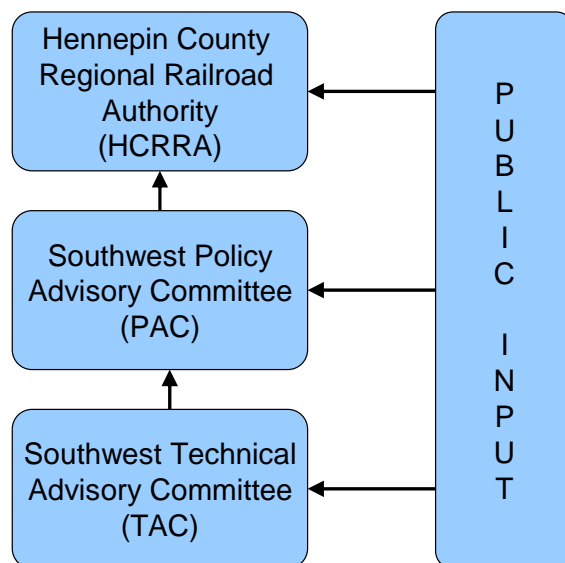 Hennepin County
Regional Railroad
Authority
(HCRRA)
Southwest Policy
Advisory Committee
(PAC)
Southwest Technical
Advisory Committee
(TAC)
P
U
B
L
I
C
I
N
P
U
T